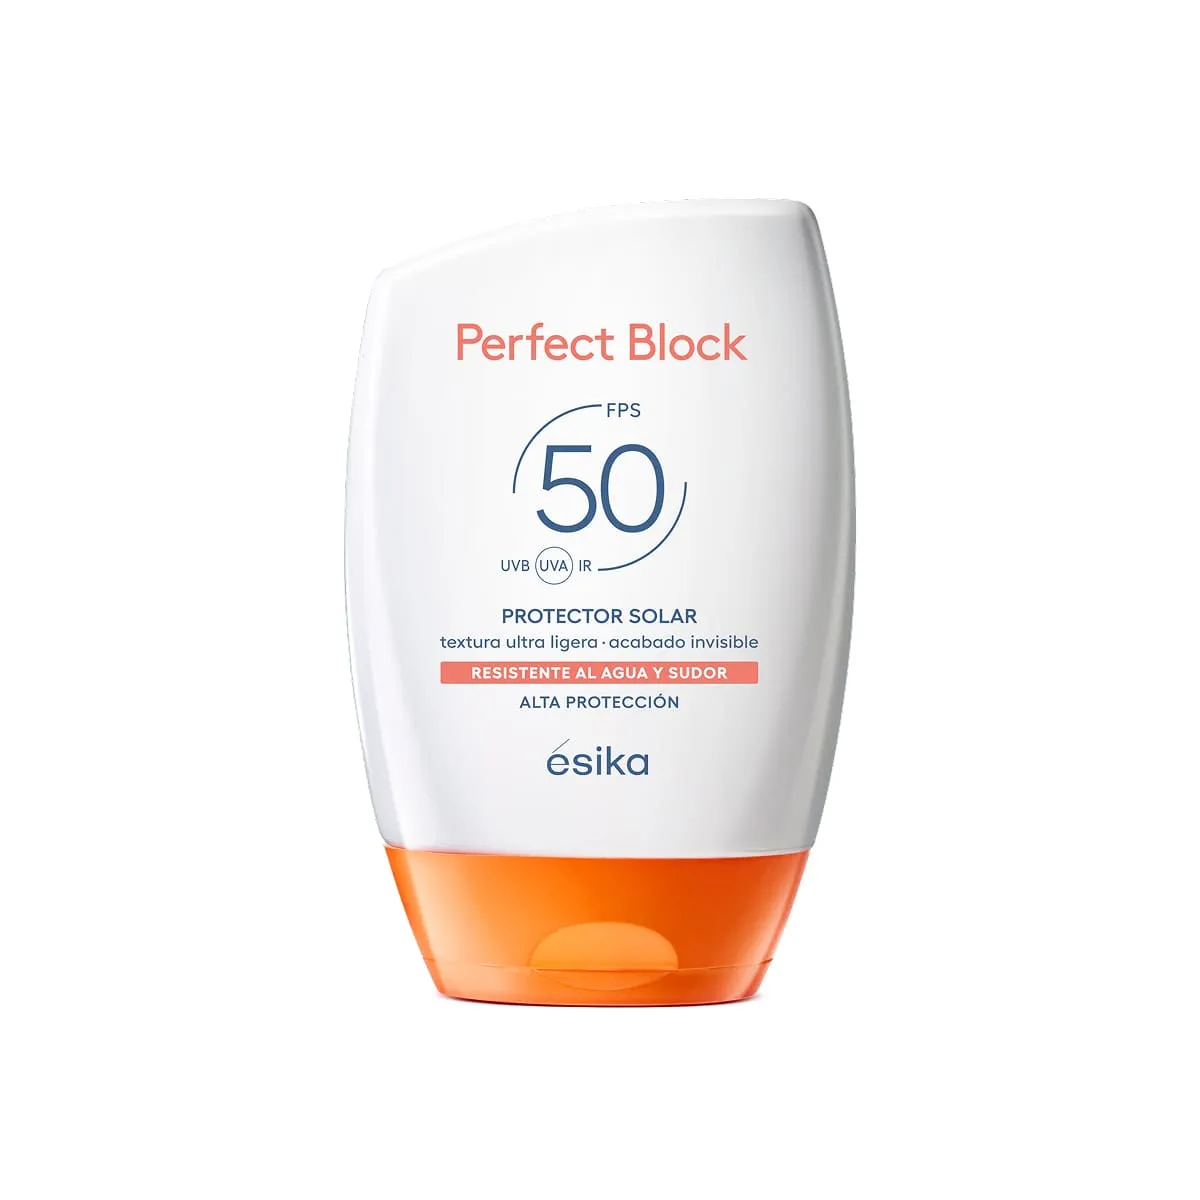 Perfect Block
FPS
50
UVB UVA IR
PROTECTOR SOLAR
textura ultra ligera · acabado invisible
RESISTENTE AL AGUA Y SUDOR
ALTA PROTECCIÓN
ésika